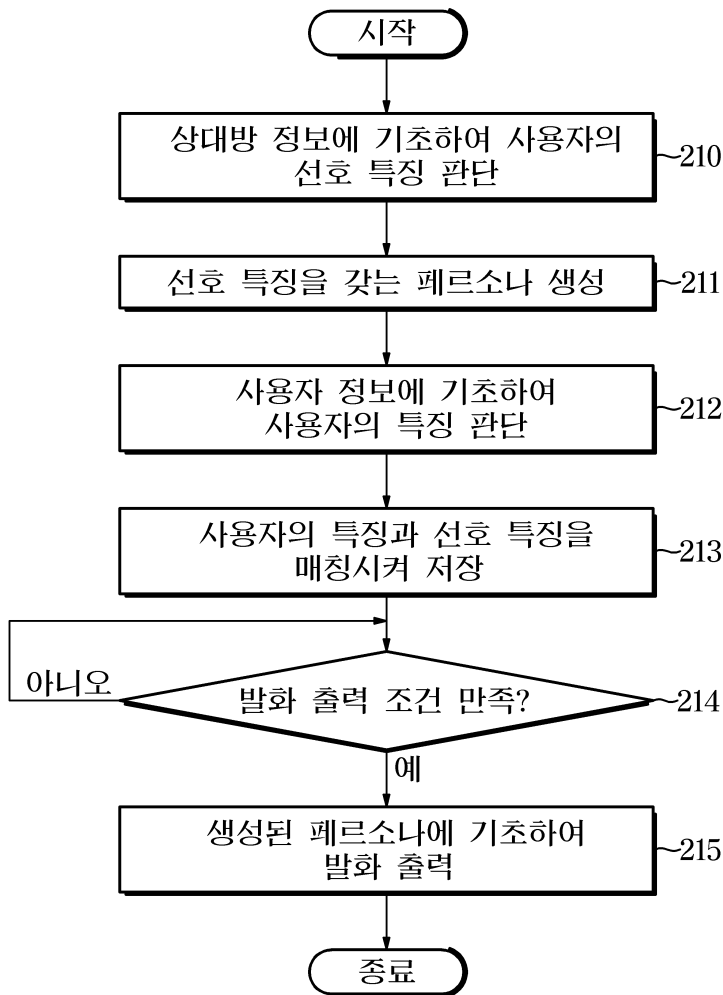 시작
상대방 정보에 기초하여 사용자의
선호 특징 판단
210
선호 특징을 갖는 페르소나 생성
211
사용자 정보에 기초하여
사용자의 특징 판단
212
사용자의 특징과 선호 특징을
매칭시켜 저장
213
아니오
발화 출력 조건 만족?
214
예
생성된 페르소나에 기초하여
발화 출력
215
종료